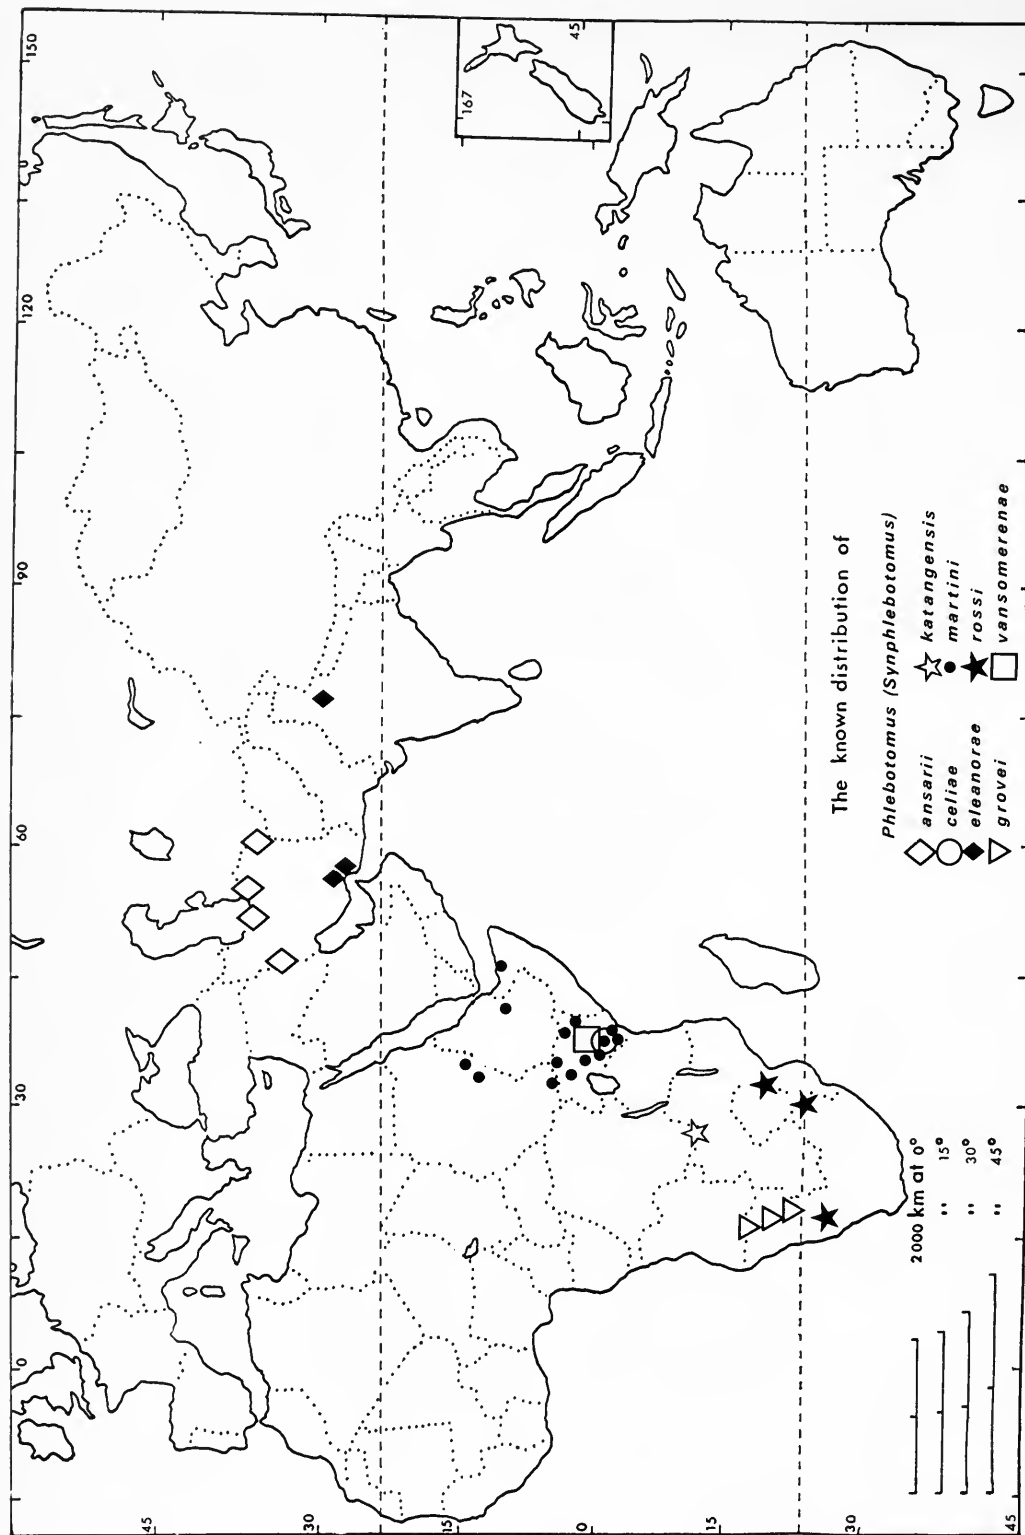 150
120
90
60
30
0
45
30
15
0
15
30
45
167
45
The known distribution of
Phlebotomus (Synphlebotomus)
ansarii
celiae
eleanorae
grovei
katangensis
martini
rossi
vansomerenae
2000 km at 0°
" 15°
" 30°
" 45°